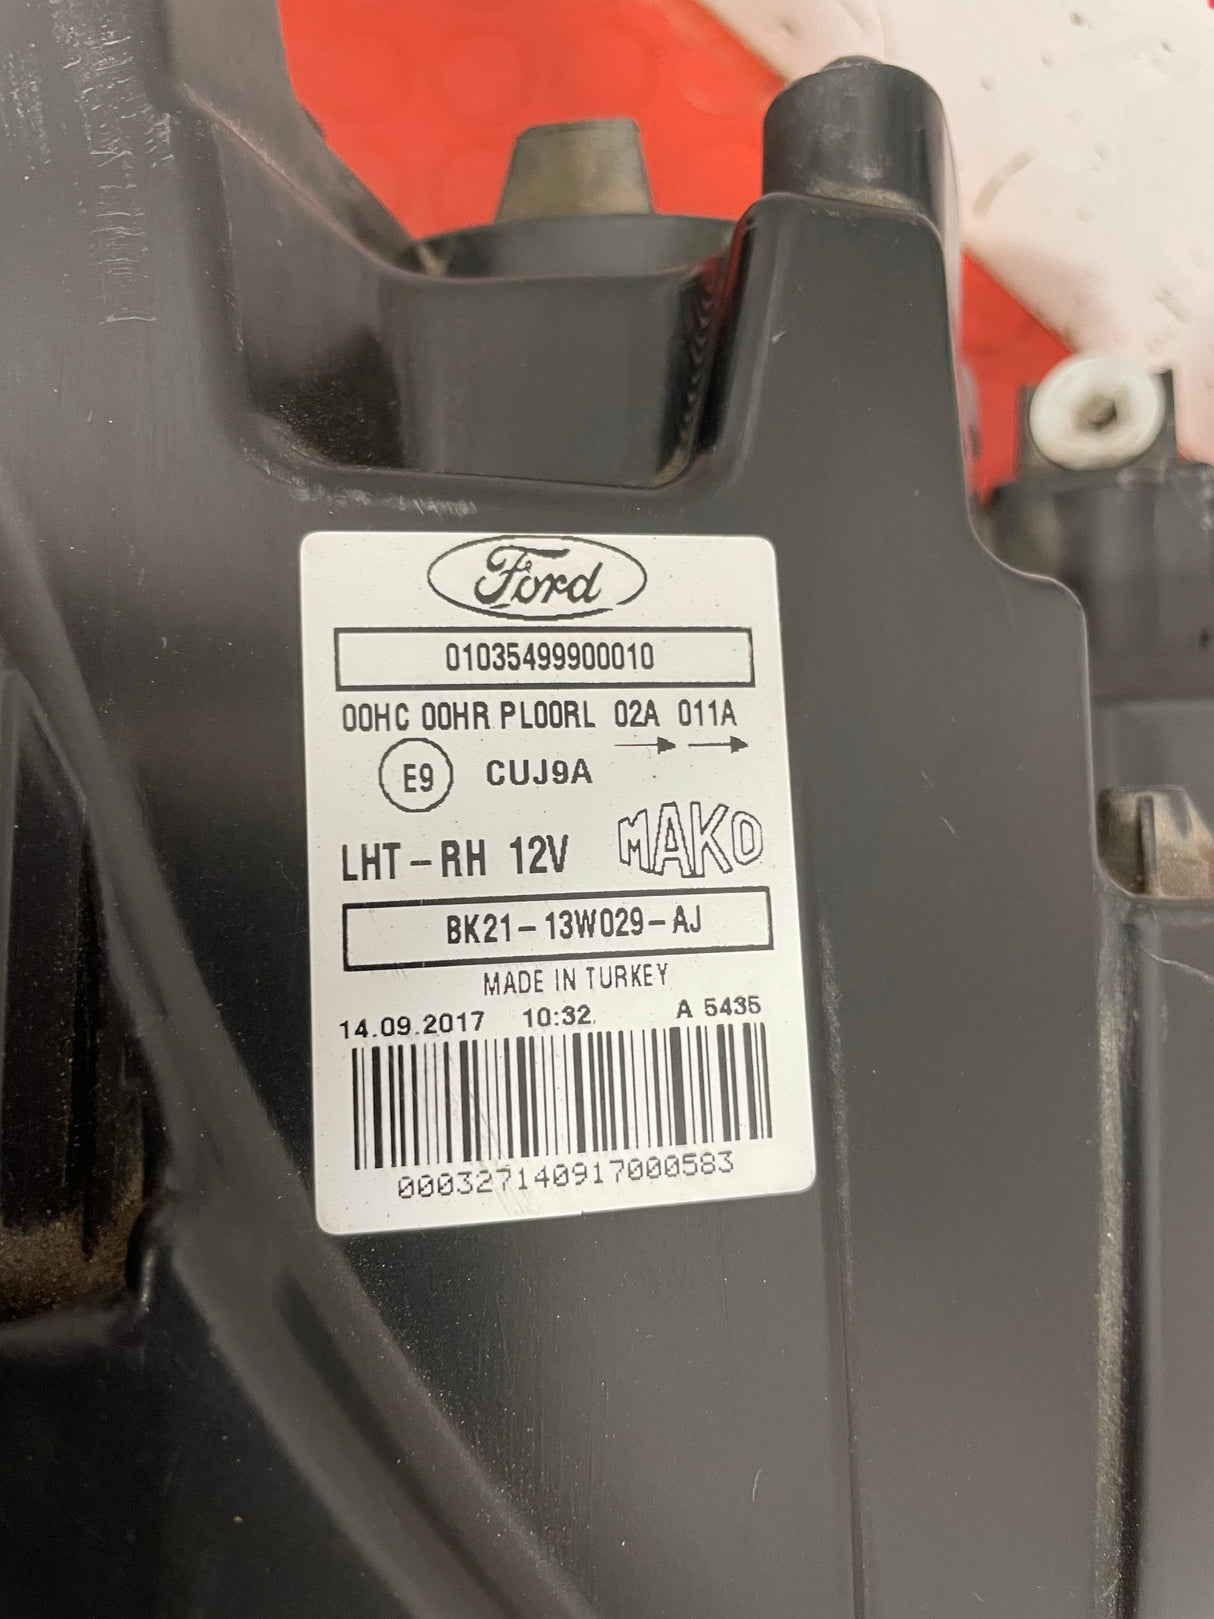 Ford
01035499900010
00HC 00HR PL00RL 02A 011A
E9 CUJ9A
LHT-RH 12V MAKO
BK21-13W029-AJ
MADE IN TURKEY
14.09.2017 10:32 A 5435
000327140917000583